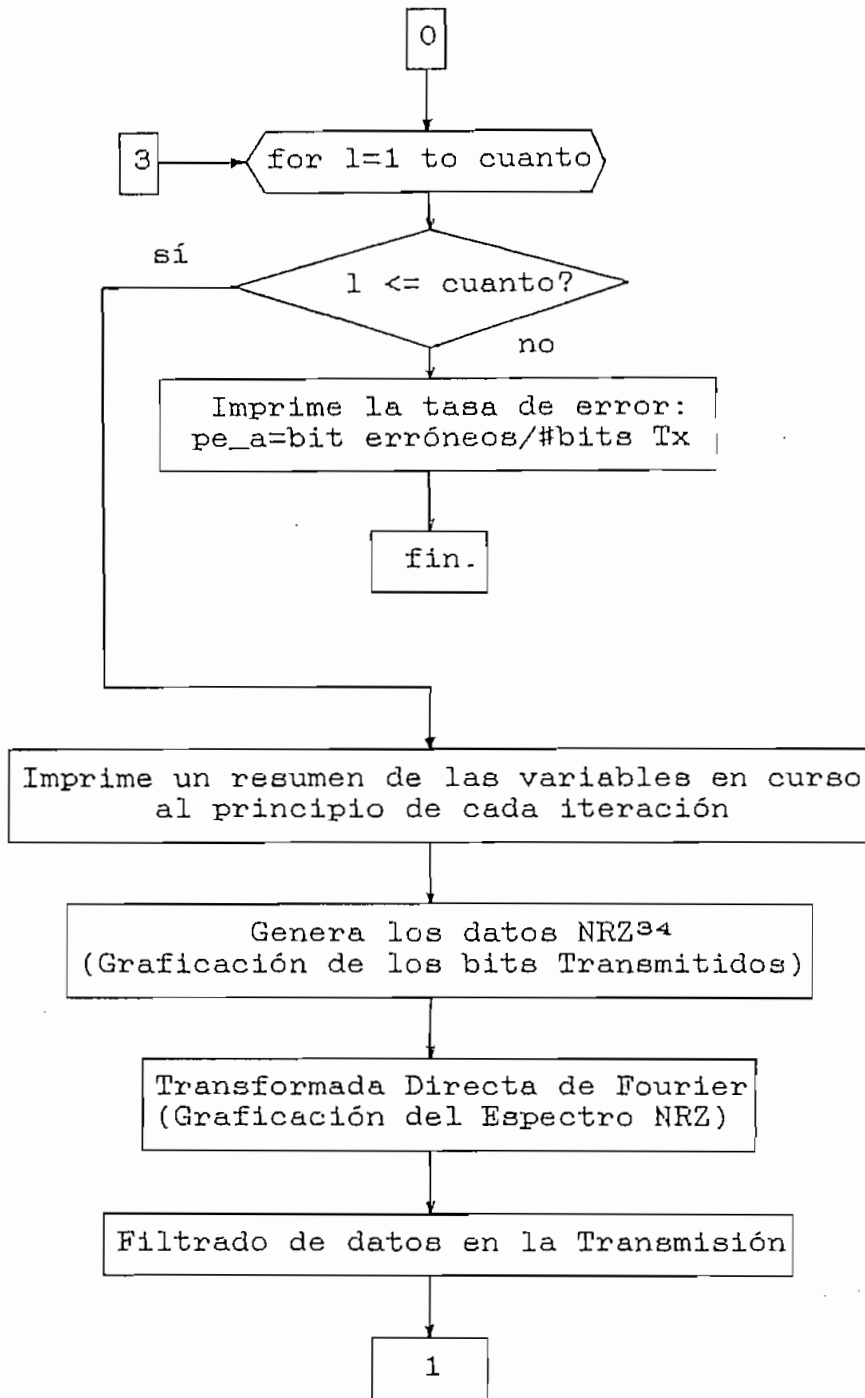 0
3
for l=1 to cuanto
sí
l <= cuanto?
no
Imprime la tasa de error:
pe_a=bit erróneos/#bits Tx
fin.
Imprime un resumen de las variables en curso
al principio de cada iteración
Genera los datos NRZ³⁴
(Graficación de los bits Transmitidos)
Transformada Directa de Fourier
(Graficación del Espectro NRZ)
Filtrado de datos en la Transmisión
1